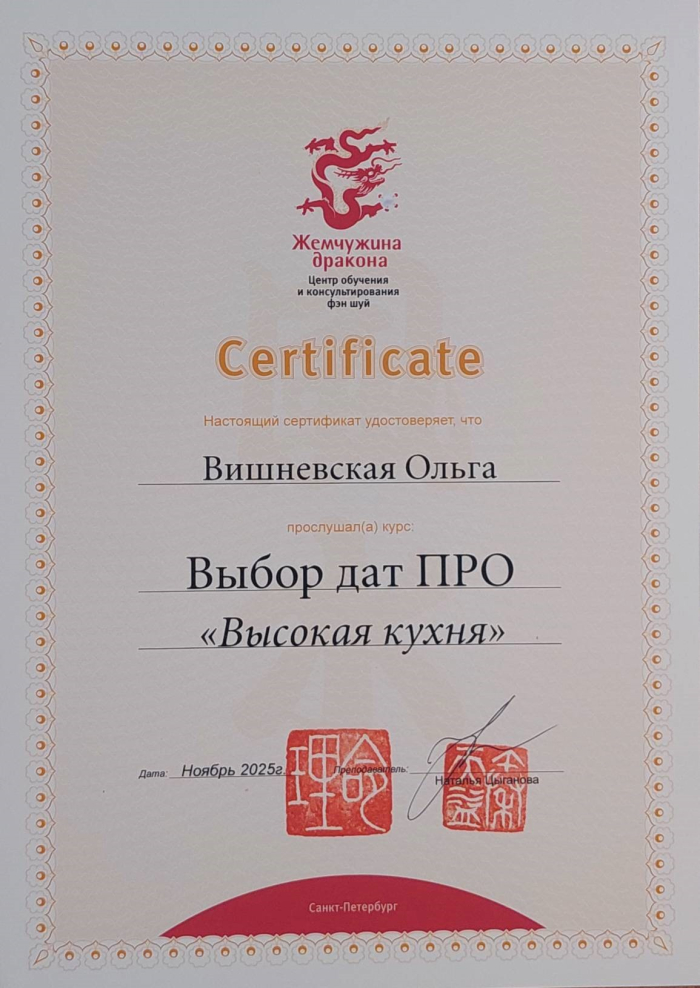 Жемчужина
дракона
Центр обучения
и консультирования
фэн шуй
Certificate
Настоящий сертификат удостоверяет, что
Вишневская Ольга
прослушал(а) курс:
Выбор дат ПРО
«Высокая кухня»
Дата: Ноябрь 2025г.
Преподаватель:
Наталья Цыганова
Санкт-Петербург